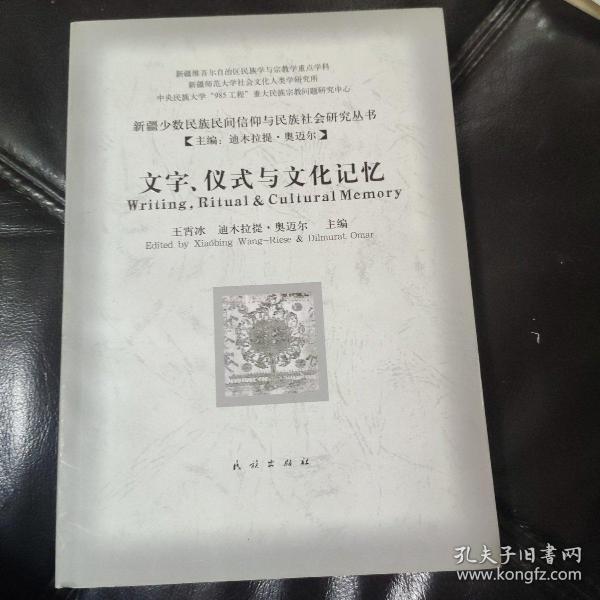 新疆维吾尔自治区民族学与宗教学重点学科
新疆师范大学社会文化人类学研究所
中央民族大学“985工程”重大民族宗教问题研究中心
新疆少数民族民间信仰与民族社会研究丛书
【主编：迪木拉提·奥迈尔】
文字、仪式与文化记忆
Writing, Ritual & Cultural Memory
王霄冰 迪木拉提·奥迈尔 主编
Edited by Xiaobing Wang-Riese & Dilmurat Omar
民族出版社
孔夫子旧书网
www.kongfz.com